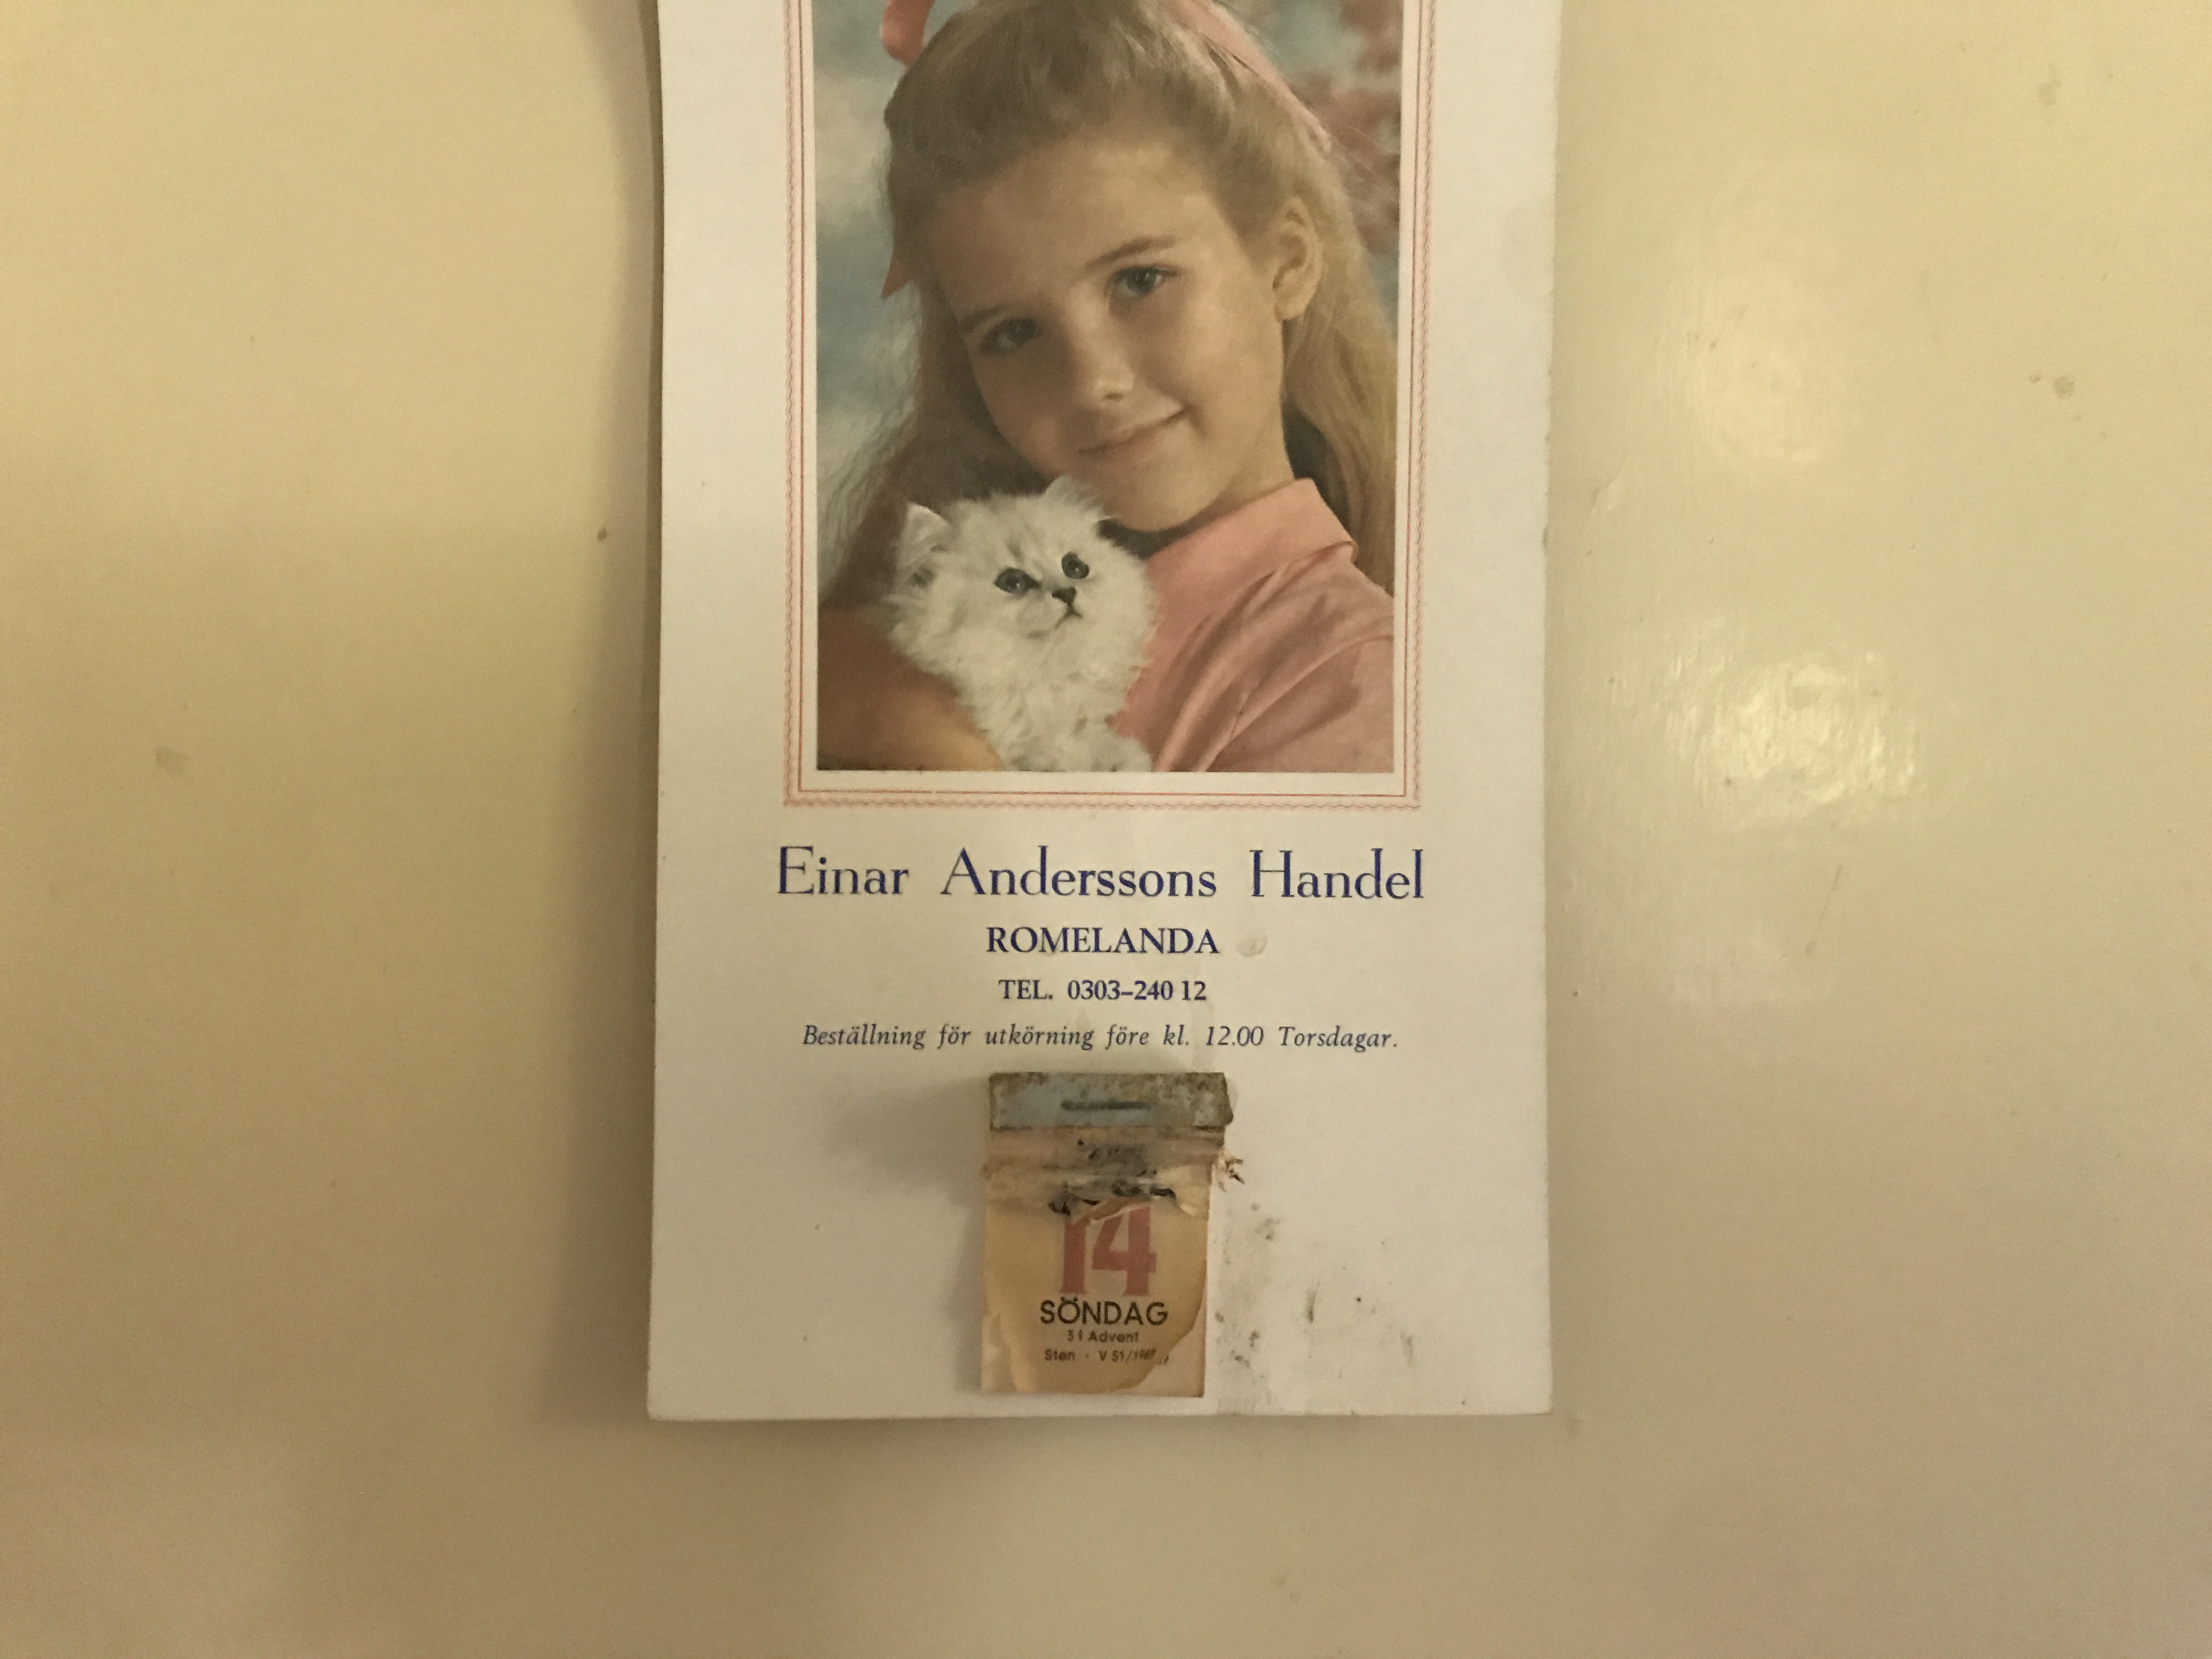 Einar Anderssons Handel
ROMELANDA
TEL. 0303–240 12
Beställning för utkörning före kl. 12.00 Torsdagar.
14
SÖNDAG
3 i Advent
Sten · V 51/